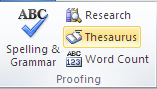 ABC
Spelling &
Grammar
Research
Thesaurus
ABC
123 Word Count
Proofing